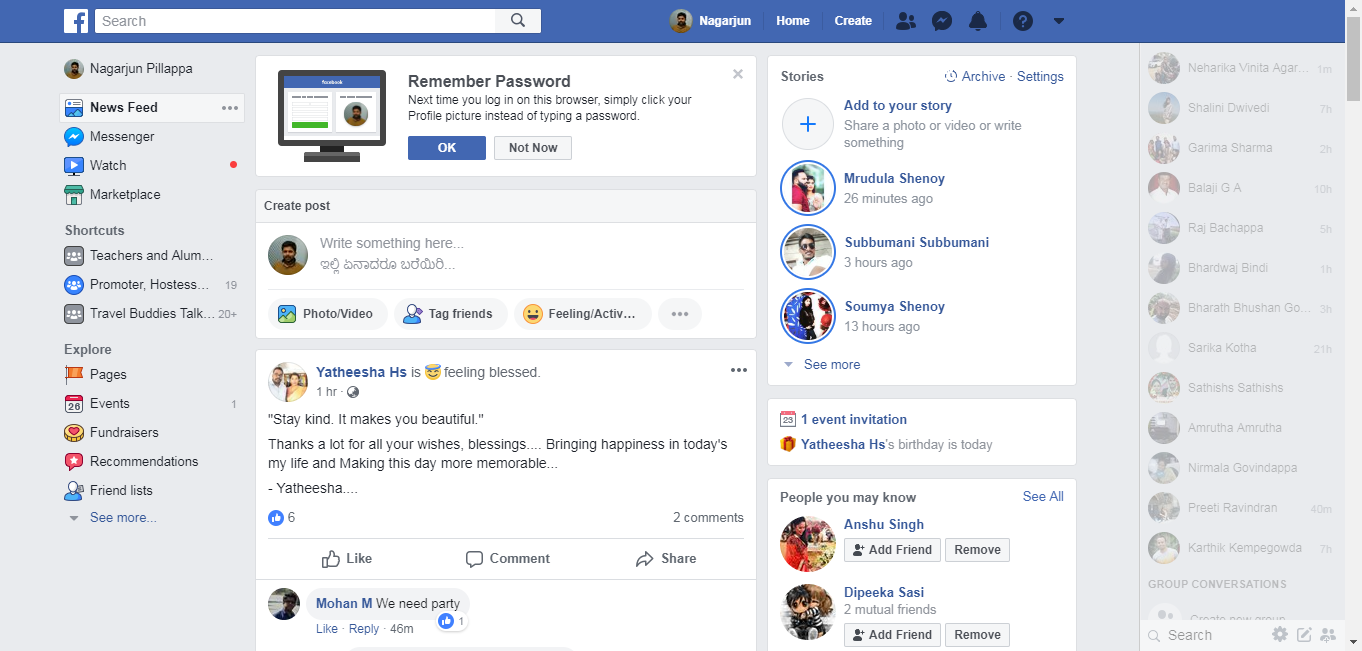 Search
Nagarjun
Home
Create
Nagarjun Pillappa
News Feed
Messenger
Watch
Marketplace
Shortcuts
Teachers and Alum...
Promoter, Hostess... 19
Travel Buddies Talk... 20+
Explore
Pages
Events 1
Fundraisers
Recommendations
Friend lists
See more...
facebook
Remember Password
Next time you log in on this browser, simply click your
Profile picture instead of typing a password.
OK
Not Now
Create post
Write something here...
ಇಲ್ಲಿ ಏನಾದರೂ ಬರೆಯಿರಿ...
Photo/Video
Tag friends
Feeling/Activ...
Yatheesha Hs is 😇 feeling blessed.
1 hr ·
"Stay kind. It makes you beautiful."
Thanks a lot for all your wishes, blessings.... Bringing happiness in today's
my life and Making this day more memorable...
- Yatheesha....
6
2 comments
Like
Comment
Share
Mohan M We need party
1
Like · Reply · 46m
Stories
Archive · Settings
Add to your story
Share a photo or video or write
something
Mrudula Shenoy
26 minutes ago
Subbumani Subbumani
3 hours ago
Soumya Shenoy
13 hours ago
See more
23
1 event invitation
Yatheesha Hs's birthday is today
People you may know
See All
Anshu Singh
Add Friend
Remove
Dipeeka Sasi
2 mutual friends
Add Friend
Remove
Neharika Vinita Agar... 1m
Shalini Dwivedi 7h
Garima Sharma 2h
Balaji G A 10h
Raj Bachappa 5h
Bhardwaj Bindi 1h
Bharath Bhushan Go... 3h
Sarika Kotha 21h
Sathishs Sathishs
Amrutha Amrutha
Nirmala Govindappa
Preeti Ravindran 40m
Karthik Kempegowda 7h
GROUP CONVERSATIONS
Create new group
Search
26